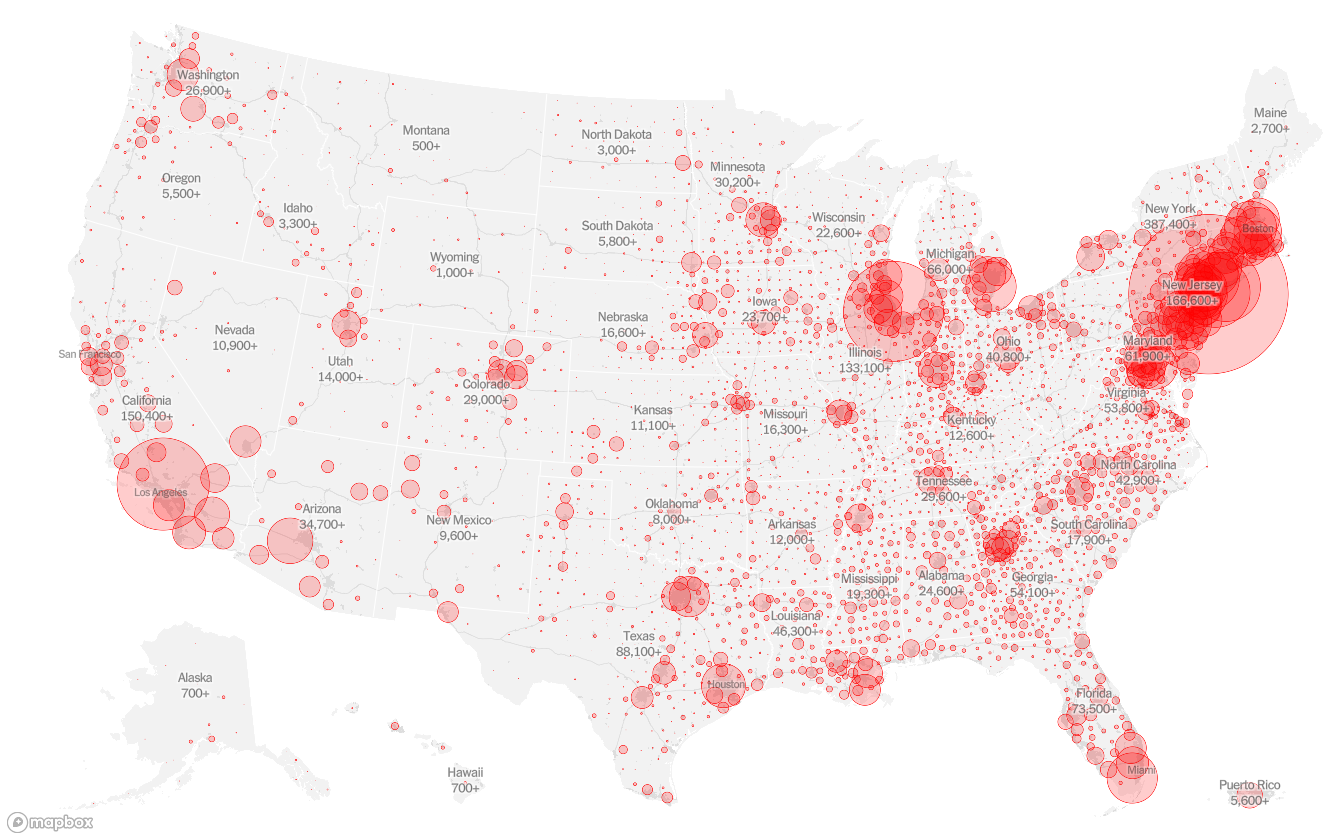 Washington
26,900+
Montana
500+
North Dakota
3,000+
Minnesota
30,200+
Maine
2,700+
Oregon
5,500+
Idaho
3,300+
South Dakota
5,800+
Wisconsin
22,600+
New York
387,400+
Boston
Wyoming
1,000+
Michigan
66,000+
New Jersey
166,600+
Nevada
10,900+
Nebraska
16,600+
Iowa
23,700+
San Francisco
Utah
14,000+
Illinois
133,100+
Ohio
40,800+
Maryland
61,900+
Colorado
29,000+
California
150,400+
Kansas
11,100+
Missouri
16,300+
Kentucky
12,600+
Virginia
53,800+
Los Angeles
Arizona
34,700+
New Mexico
9,600+
Oklahoma
8,000+
Arkansas
12,000+
Tennessee
29,600+
North Carolina
42,900+
South Carolina
17,900+
Mississippi
19,300+
Alabama
24,600+
Georgia
54,100+
Texas
88,100+
Louisiana
46,300+
Houston
Alaska
700+
Florida
73,500+
Miami
Hawaii
700+
Puerto Rico
5,600+
mapbox